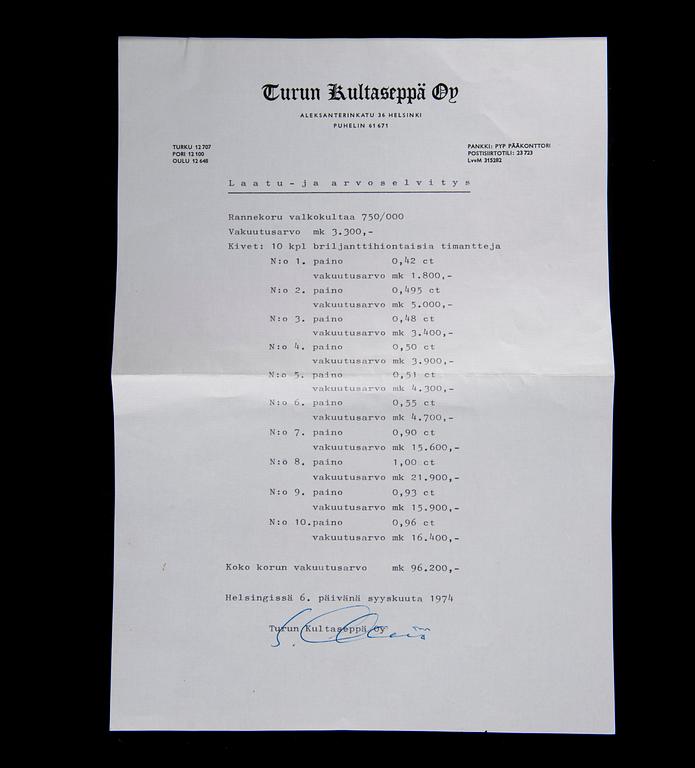 Turun Kultaseppä Oy
ALEKSANTERINKATU 36 HELSINKI
PUHELIN 61 671
TURKU 12 707
PORI 12 100
OULU 12 648
PANKKI: PYP PÄÄKONTTORI
POSTISIIRTOTILI: 23 723
LvvM 315282
Laatu- ja arvoselvitys
Rannekoru valkokultaa 750/000
Vakuutusarvo mk 3.300,-
Kivet: 10 kpl briljanttihiontaisia timantteja
N:o 1. paino 0,42 ct
vakuutusarvo mk 1.800,-
N:o 2. paino 0,495 ct
vakuutusarvo mk 5.000,-
N:o 3. paino 0,48 ct
vakuutusarvo mk 3.400,-
N:o 4. paino 0,50 ct
vakuutusarvo mk 3.900,-
N:o 5. paino 0,51 ct
vakuutusarvo mk 4.300,-
N:o 6. paino 0,55 ct
vakuutusarvo mk 4.700,-
N:o 7. paino 0,90 ct
vakuutusarvo mk 15.600,-
N:o 8. paino 1,00 ct
vakuutusarvo mk 21.900,-
N:o 9. paino 0,93 ct
vakuutusarvo mk 15.900,-
N:o 10. paino 0,96 ct
vakuutusarvo mk 16.400,-
Koko korun vakuutusarvo mk 96.200,-
Helsingissä 6. päivänä syyskuuta 1974
Turun Kultaseppä Oy